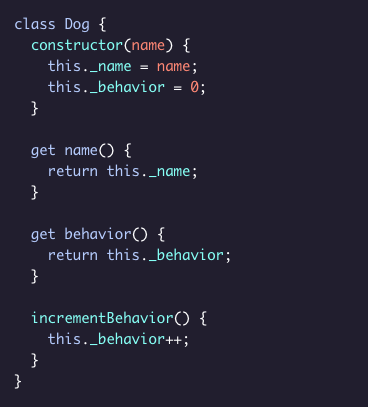 class Dog {
  constructor(name) {
    this._name = name;
    this._behavior = 0;
  }

  get name() {
    return this._name;
  }

  get behavior() {
    return this._behavior;
  }

  incrementBehavior() {
    this._behavior++;
  }
}